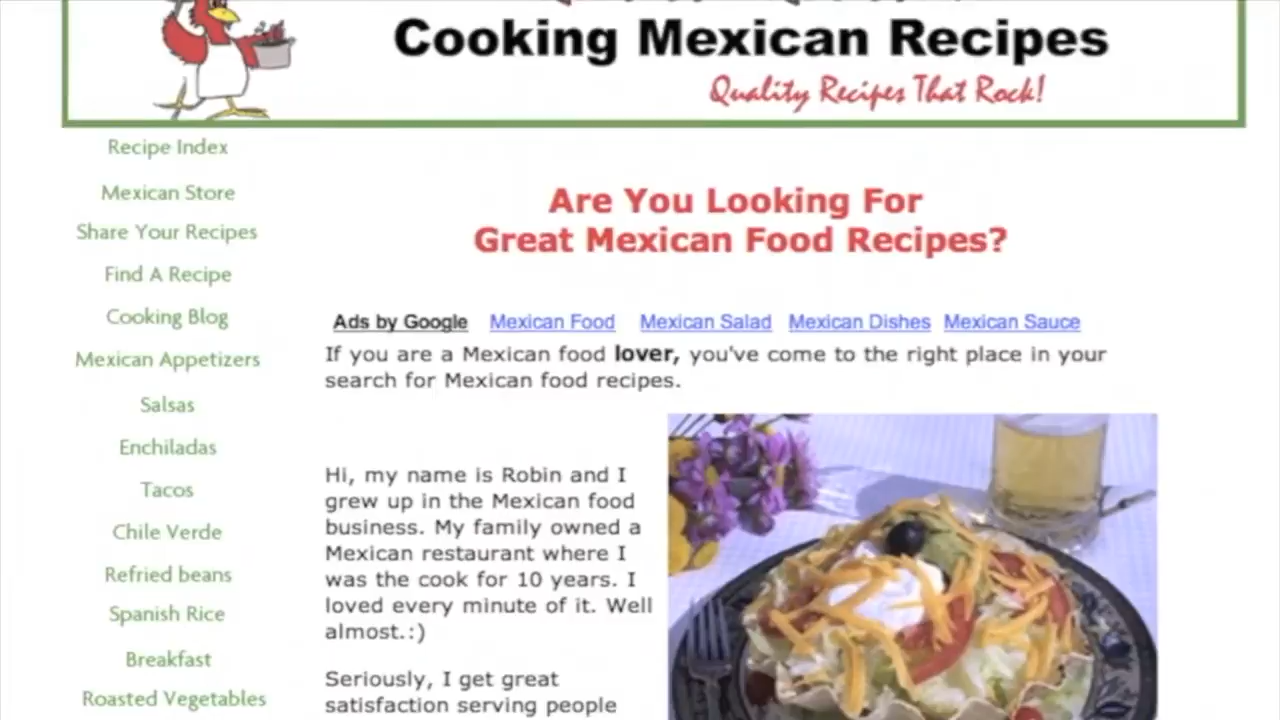 Cooking Mexican Recipes
Quality Recipes That Rock!
Recipe Index
Mexican Store
Share Your Recipes
Find A Recipe
Cooking Blog
Mexican Appetizers
Salsas
Enchiladas
Tacos
Chile Verde
Refried beans
Spanish Rice
Breakfast
Roasted Vegetables
Are You Looking For
Great Mexican Food Recipes?
Ads by Google Mexican Food Mexican Salad Mexican Dishes Mexican Sauce
If you are a Mexican food lover, you've come to the right place in your
search for Mexican food recipes.
Hi, my name is Robin and I
grew up in the Mexican food
business. My family owned a
Mexican restaurant where I
was the cook for 10 years. I
loved every minute of it. Well
almost.:)
Seriously, I get great
satisfaction serving people